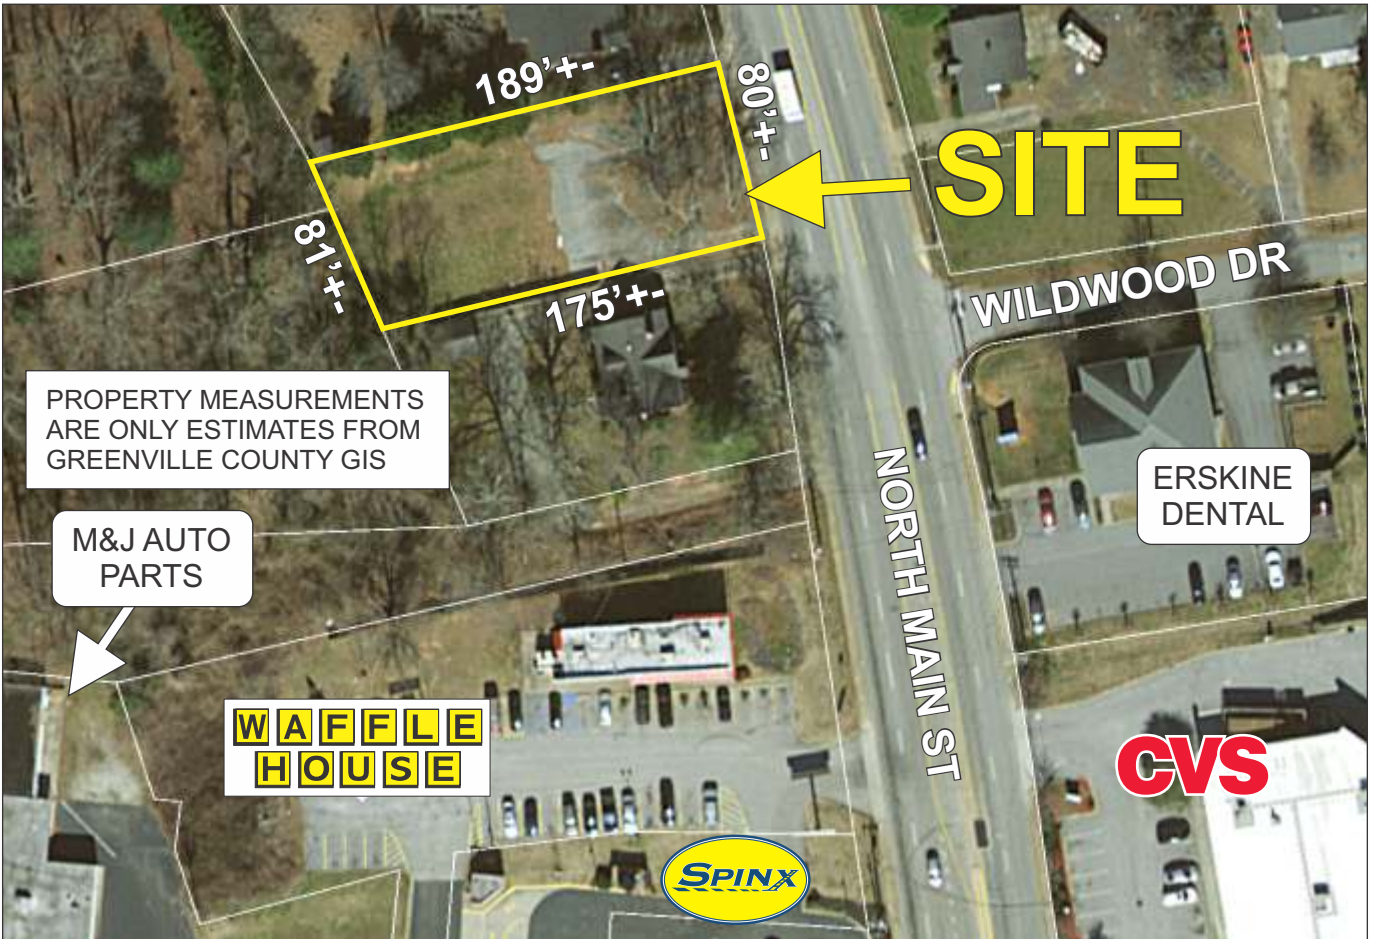 189'+-
80'+-
SITE
81'+-
175'+-
WILDWOOD DR
PROPERTY MEASUREMENTS
ARE ONLY ESTIMATES FROM
GREENVILLE COUNTY GIS
NORTH MAIN ST
ERSKINE
DENTAL
M&J AUTO
PARTS
WAFFLE
HOUSE
CVS
SPINX